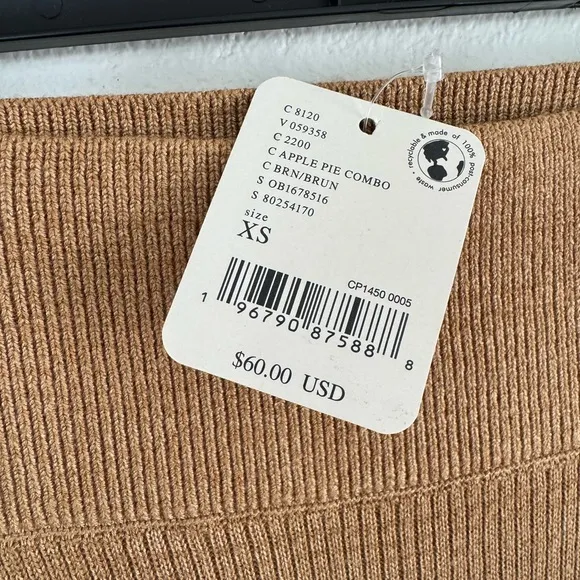 C 8120
V 059358
C 2200
C APPLE PIE COMBO
C BRN/BRUN
S OB1678516
S 80254170
size
XS
recyclable & made of 100% post-consumer waste •
CP1450 0005
1 96790 87588 8
$60.00 USD